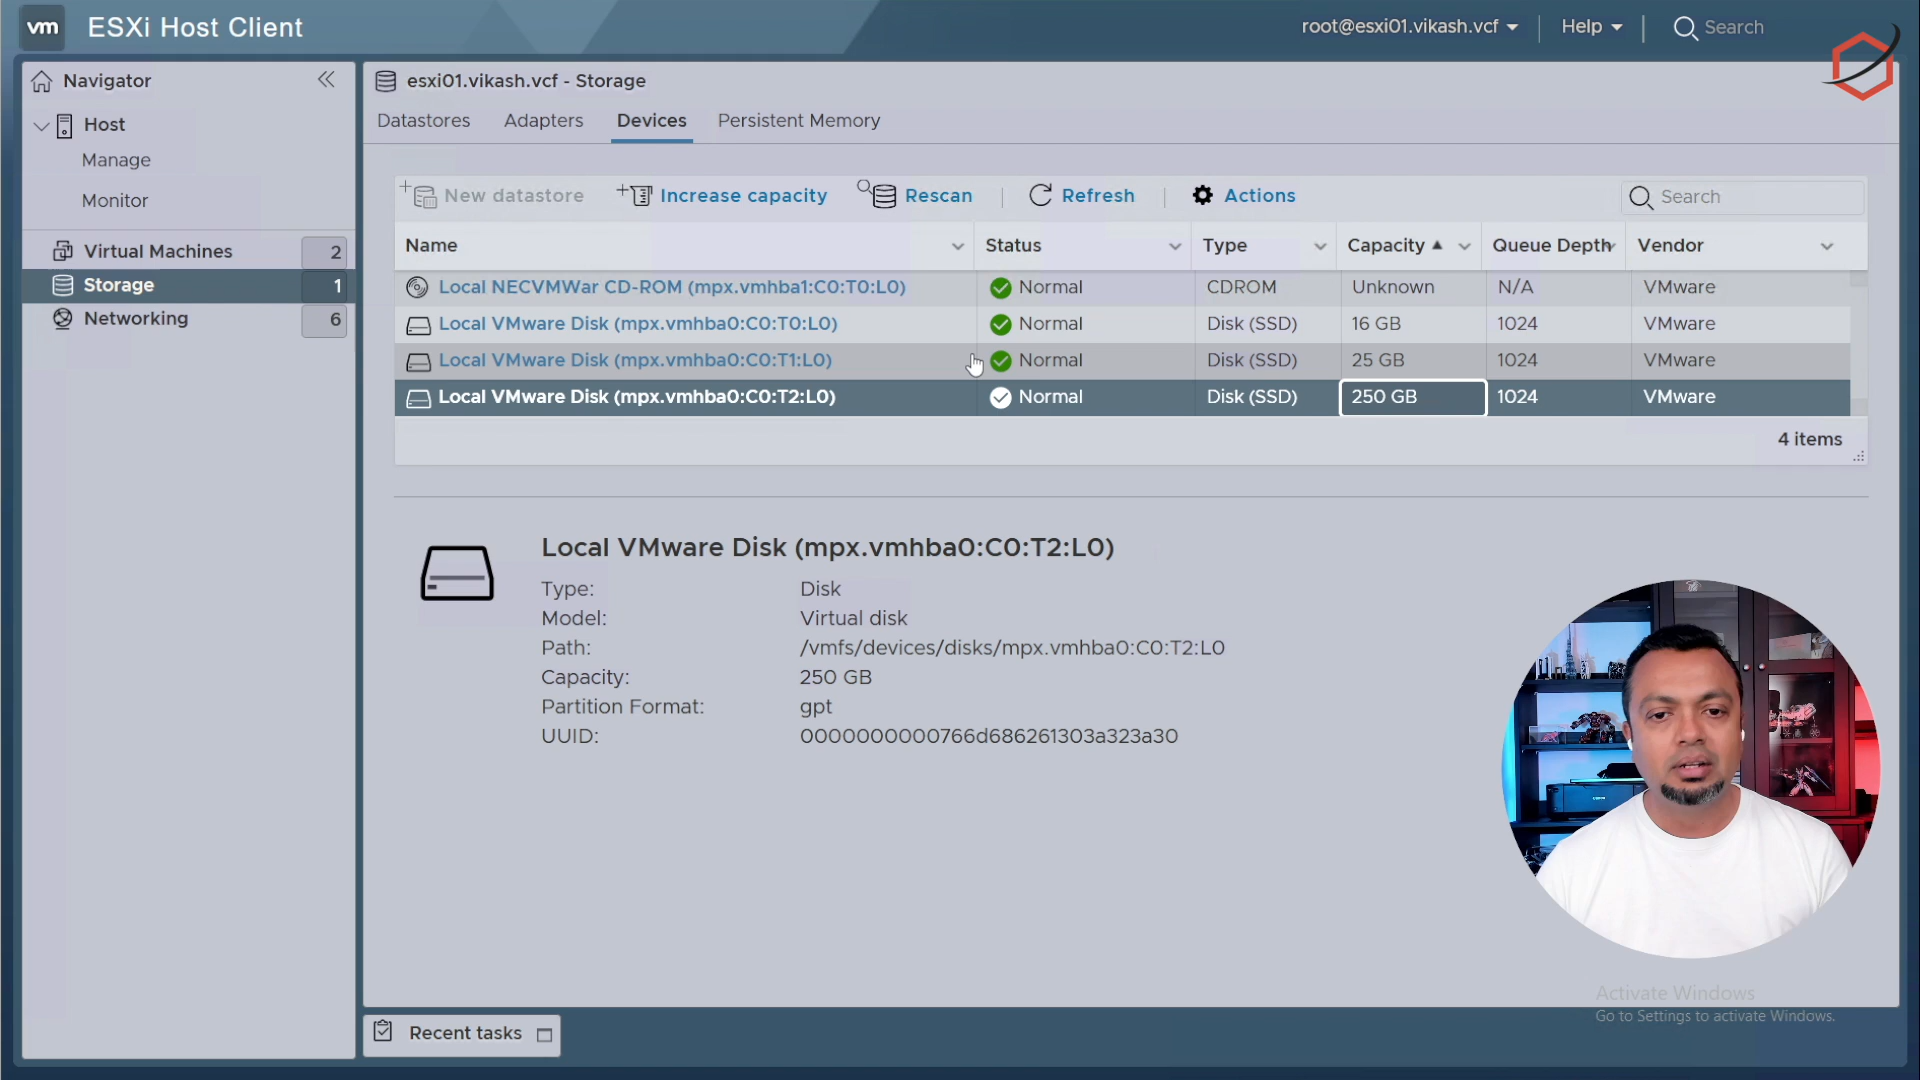 vm ESXi Host Client root@esxi01.vikash.vcf Help Search
Navigator
Host
Manage
Monitor
Virtual Machines 2
Storage 1
Networking 6
esxi01.vikash.vcf - Storage
Datastores Adapters Devices Persistent Memory
New datastore Increase capacity Rescan Refresh Actions Search
Name Status Type Capacity Queue Depth Vendor
Local NECVMWar CD-ROM (mpx.vmhba1:C0:T0:L0) Normal CDROM Unknown N/A VMware
Local VMware Disk (mpx.vmhba0:C0:T0:L0) Normal Disk (SSD) 16 GB 1024 VMware
Local VMware Disk (mpx.vmhba0:C0:T1:L0) Normal Disk (SSD) 25 GB 1024 VMware
Local VMware Disk (mpx.vmhba0:C0:T2:L0) Normal Disk (SSD) 250 GB 1024 VMware
4 items
Local VMware Disk (mpx.vmhba0:C0:T2:L0)
Type: Disk
Model: Virtual disk
Path: /vmfs/devices/disks/mpx.vmhba0:C0:T2:L0
Capacity: 250 GB
Partition Format: gpt
UUID: 0000000000766d686261303a323a30
Activate Windows
Go to Settings to activate Windows.
Recent tasks